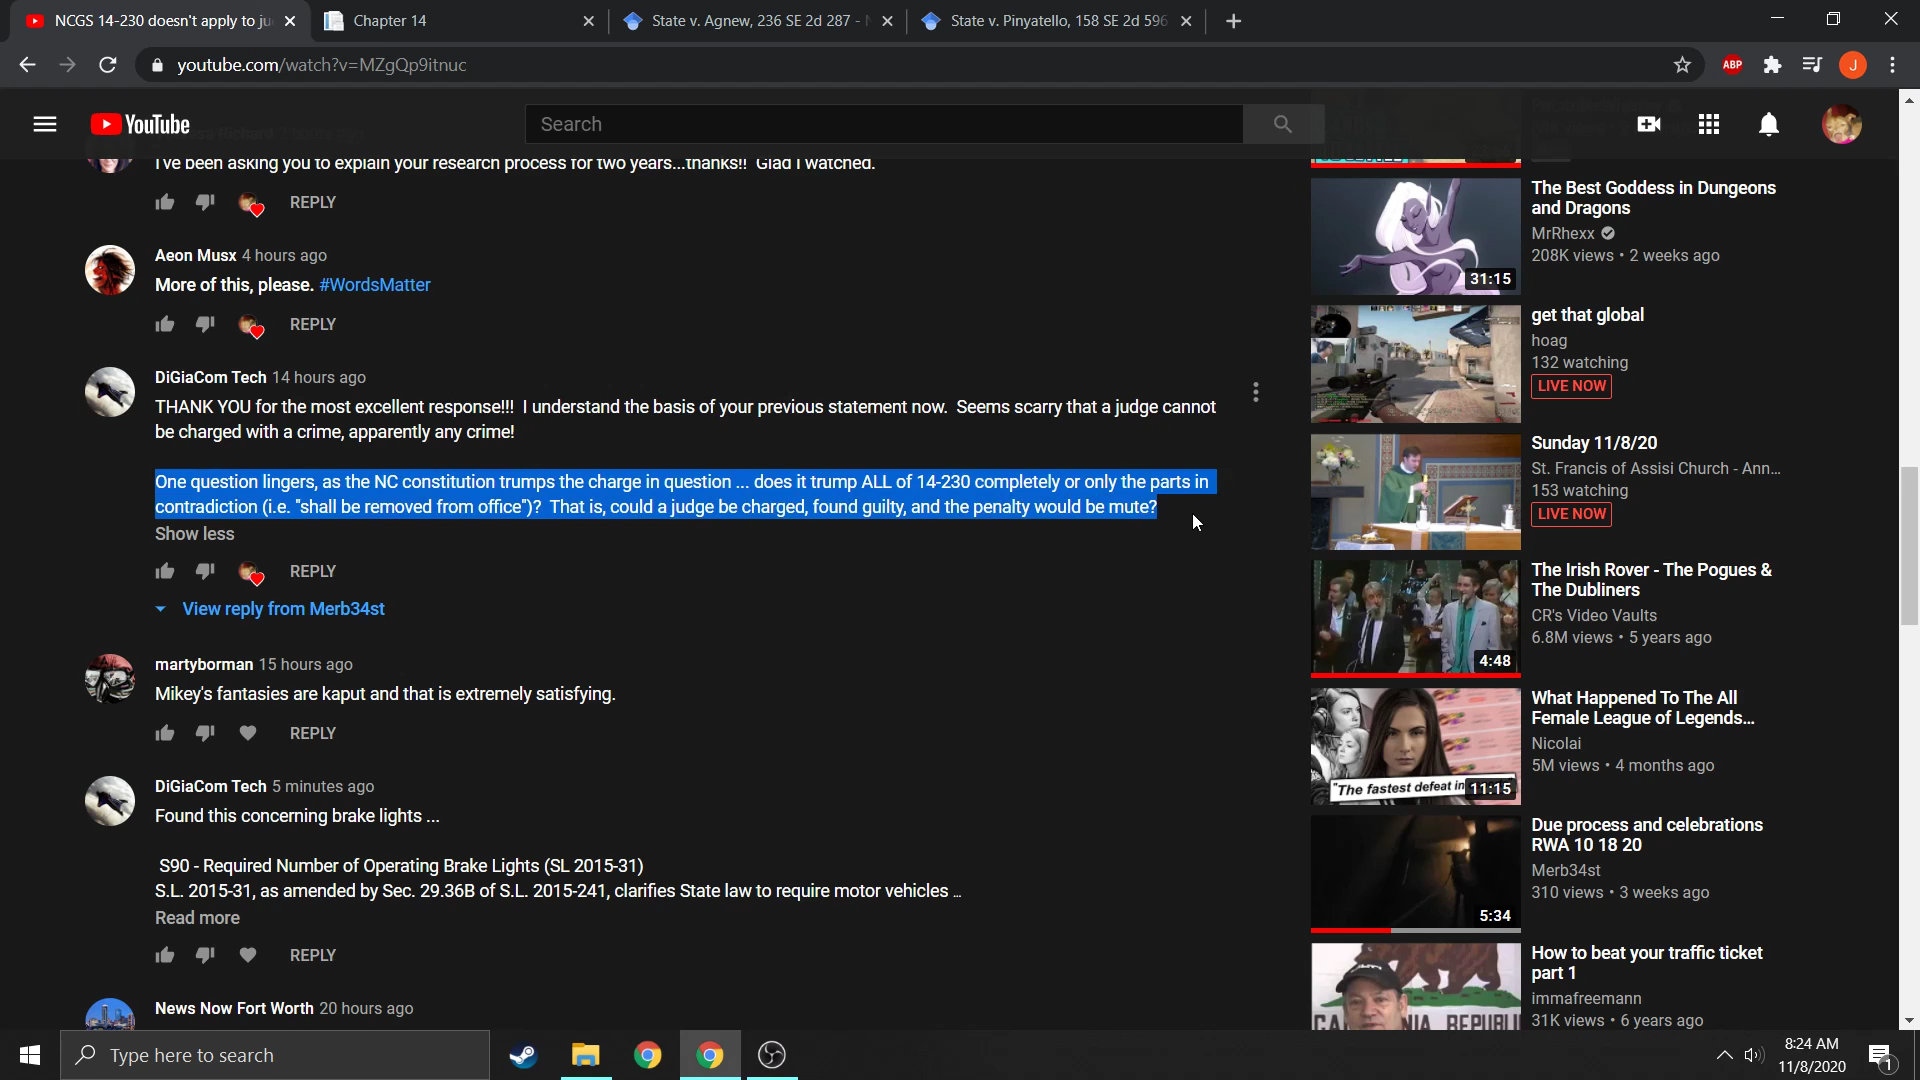 NCGS 14-230 doesn't apply to ju
Chapter 14
State v. Agnew, 236 SE 2d 287 - N
State v. Pinyatello, 158 SE 2d 596
youtube.com/watch?v=MZgQp9itnuc
ABP
J
YouTube
Search
I've been asking you to explain your research process for two years...thanks!! Glad I watched.
REPLY
Aeon Musx 4 hours ago
More of this, please. #WordsMatter
REPLY
DiGiaCom Tech 14 hours ago
THANK YOU for the most excellent response!!! I understand the basis of your previous statement now. Seems scarry that a judge cannot
be charged with a crime, apparently any crime!
One question lingers, as the NC constitution trumps the charge in question ... does it trump ALL of 14-230 completely or only the parts in
contradiction (i.e. "shall be removed from office")? That is, could a judge be charged, found guilty, and the penalty would be mute?
Show less
REPLY
View reply from Merb34st
martyborman 15 hours ago
Mikey's fantasies are kaput and that is extremely satisfying.
REPLY
DiGiaCom Tech 5 minutes ago
Found this concerning brake lights ...
S90 - Required Number of Operating Brake Lights (SL 2015-31)
S.L. 2015-31, as amended by Sec. 29.36B of S.L. 2015-241, clarifies State law to require motor vehicles ...
Read more
REPLY
News Now Fort Worth 20 hours ago
The Best Goddess in Dungeons
and Dragons
MrRhexx
208K views • 2 weeks ago
31:15
get that global
hoag
132 watching
LIVE NOW
Sunday 11/8/20
St. Francis of Assisi Church - Ann...
153 watching
LIVE NOW
The Irish Rover - The Pogues &
The Dubliners
CR's Video Vaults
6.8M views • 5 years ago
4:48
What Happened To The All
Female League of Legends...
Nicolai
5M views • 4 months ago
"The fastest defeat in
11:15
Due process and celebrations
RWA 10 18 20
Merb34st
310 views • 3 weeks ago
5:34
How to beat your traffic ticket
part 1
immafreemann
31K views • 6 years ago
Type here to search
8:24 AM
11/8/2020
1